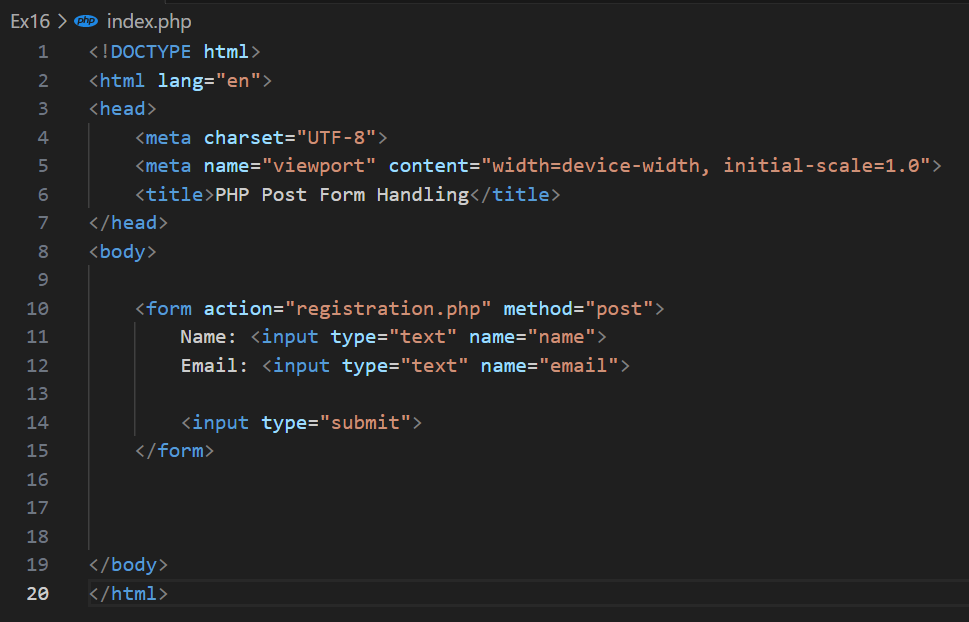 Ex16 > php index.php
1 <!DOCTYPE html>
2 <html lang="en">
3 <head>
4     <meta charset="UTF-8">
5     <meta name="viewport" content="width=device-width, initial-scale=1.0">
6     <title>PHP Post Form Handling</title>
7 </head>
8 <body>
9
10     <form action="registration.php" method="post">
11         Name: <input type="text" name="name">
12         Email: <input type="text" name="email">
13
14         <input type="submit">
15     </form>
16
17
18
19 </body>
20 </html>